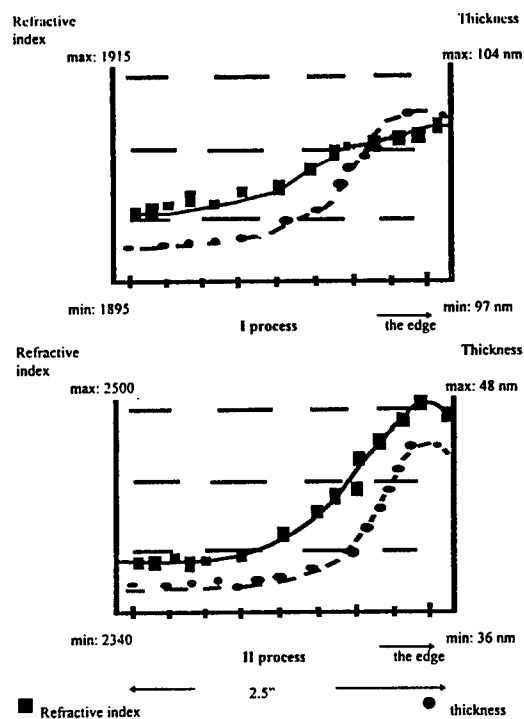 Refractive
index
Thickness
max: 1915
max: 104 nm
min: 1895
min: 97 nm
I process
the edge
Refractive
index
Thickness
max: 2500
max: 48 nm
min: 2340
min: 36 nm
II process
the edge
2.5"
Refractive index
thickness